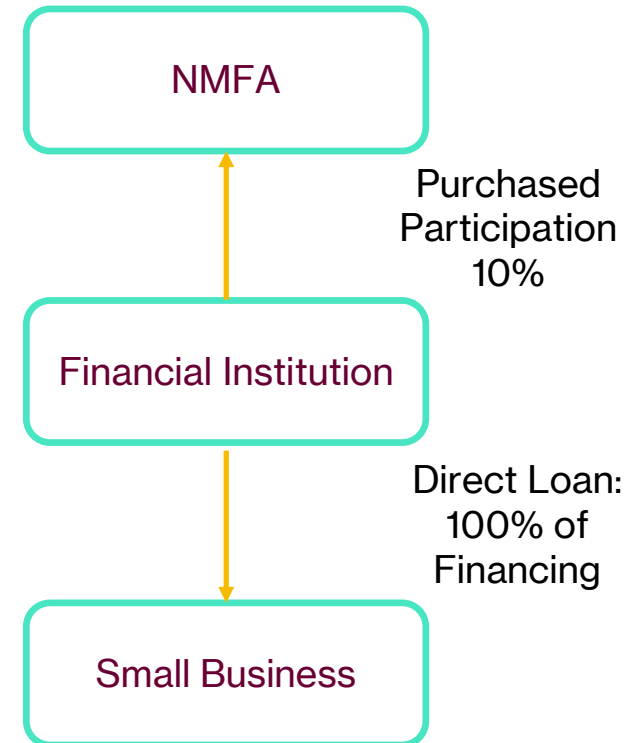 NMFA
Purchased
Participation
10%
Financial Institution
Direct Loan:
100% of
Financing
Small Business